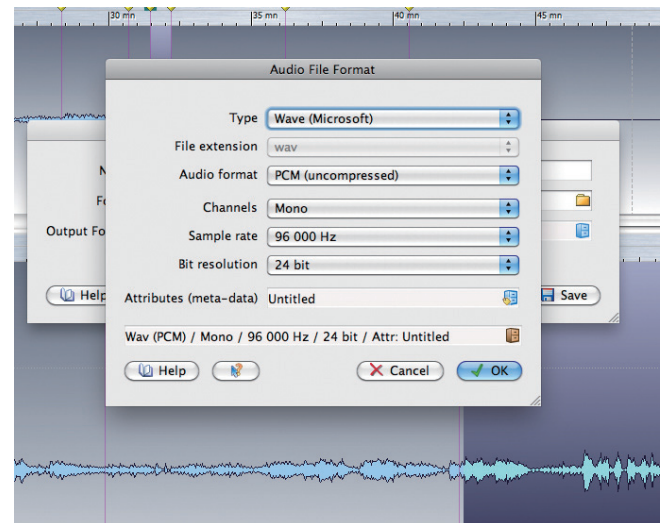 30 mn 35 mn 40 mn 45 mn
Audio File Format
Type Wave (Microsoft)
File extension wav
Audio format PCM (uncompressed)
Channels Mono
Sample rate 96 000 Hz
Bit resolution 24 bit
Attributes (meta-data) Untitled
Wav (PCM) / Mono / 96 000 Hz / 24 bit / Attr: Untitled
Help Cancel OK
Output Fo
Help Save